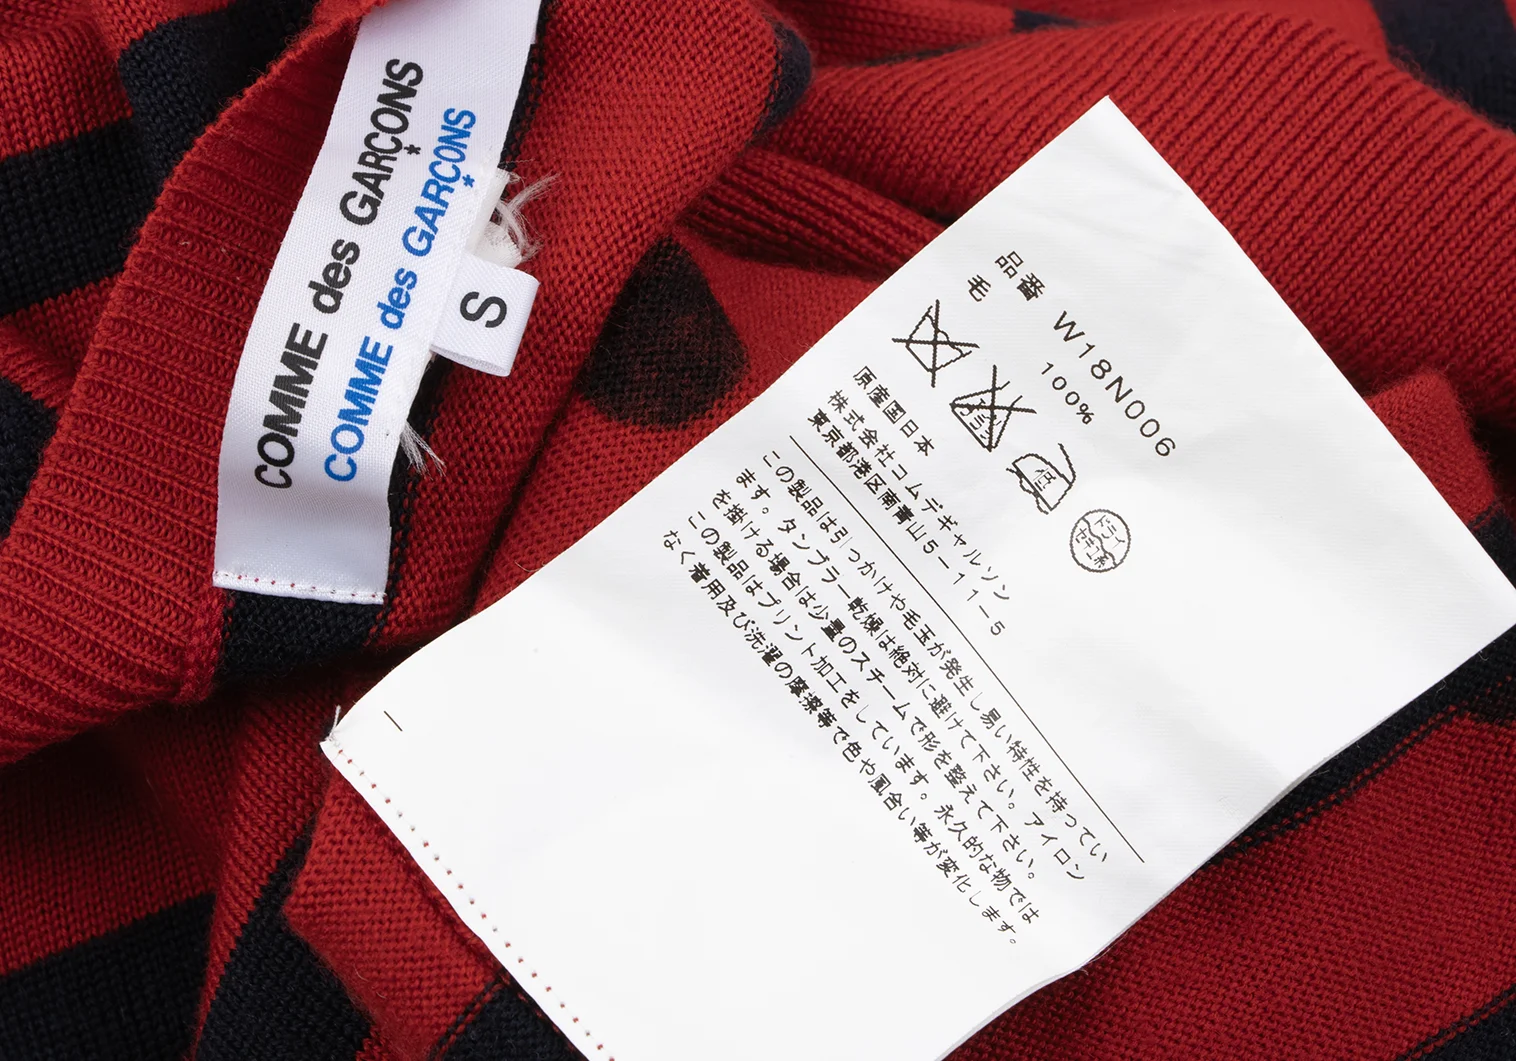 COMME des GARÇONS
COMME des GARÇONS
S
品番 W18N006
毛 100%
低
ドライ
セキユ系
原産国日本
株式会社コムデギャルソン
東京都港区南青山5-11-5
この製品は引っかけや毛玉が発生し易い特性を持ってい
ます。タンブラー乾燥は絶対に避けて下さい。アイロン
を掛ける場合は少量のスチームで形を整えて下さい。
この製品はプリント加工をしています。永久的な物では
なく着用及び洗濯の摩擦等で色や風合い等が変化します。